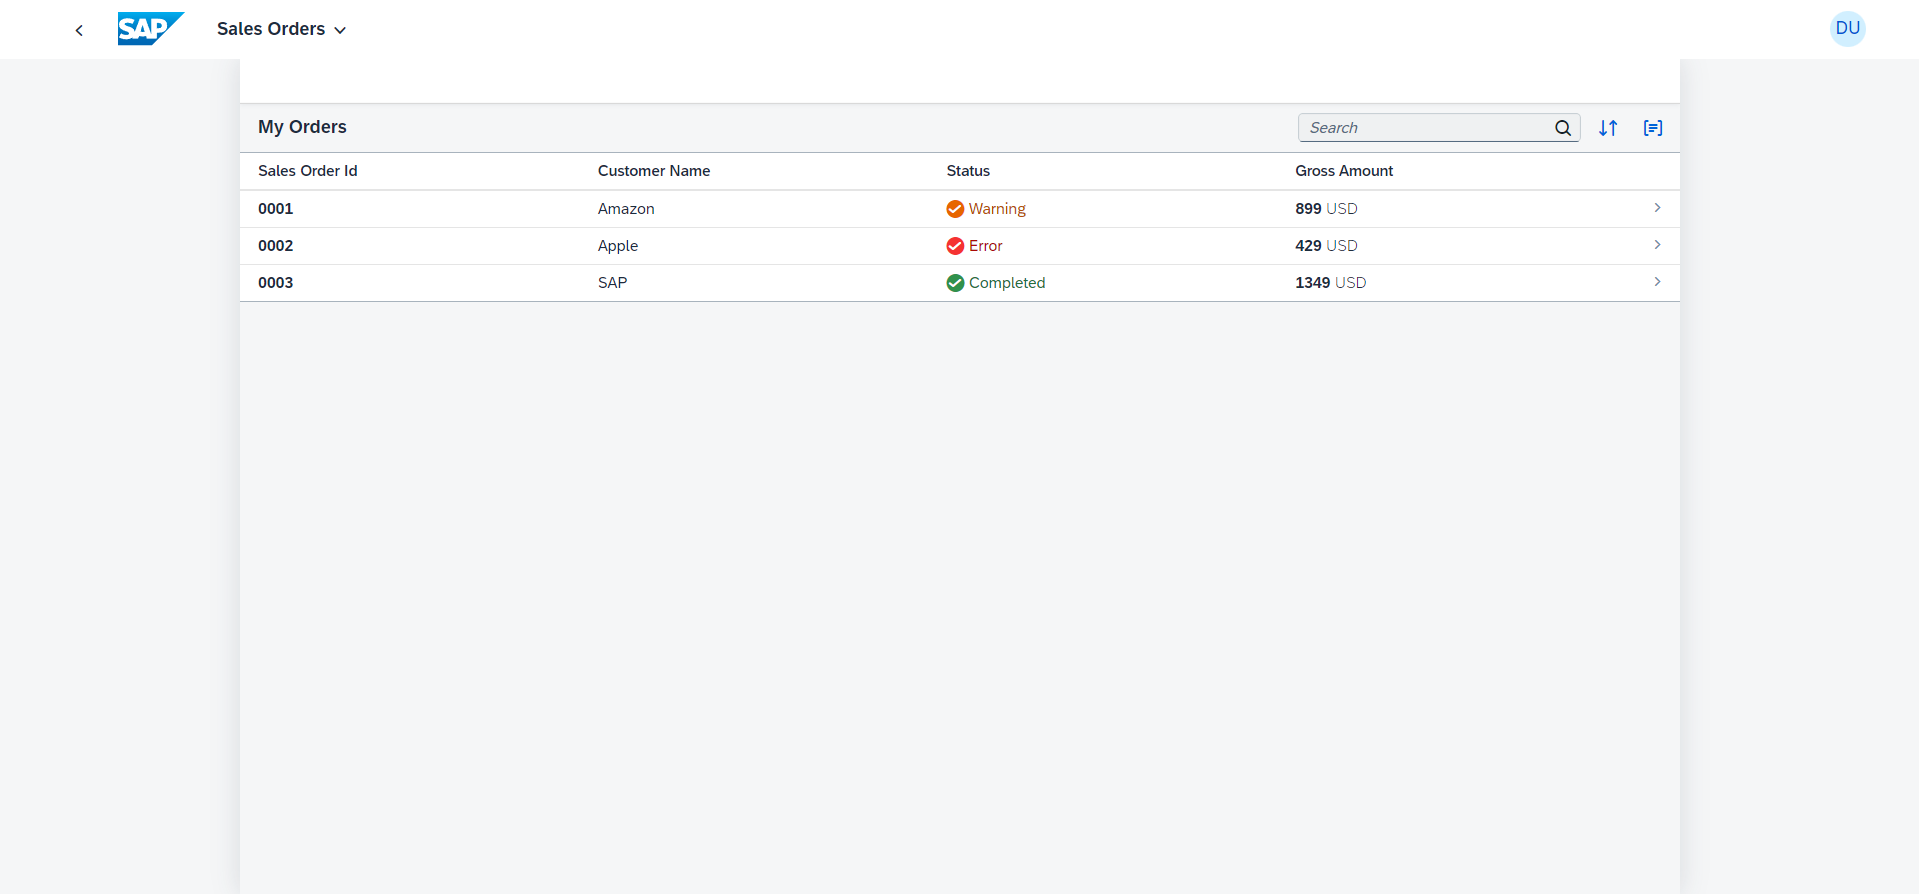 SAP Sales Orders DU
My Orders Search
Sales Order Id Customer Name Status Gross Amount
0001 Amazon Warning 899 USD
0002 Apple Error 429 USD
0003 SAP Completed 1349 USD